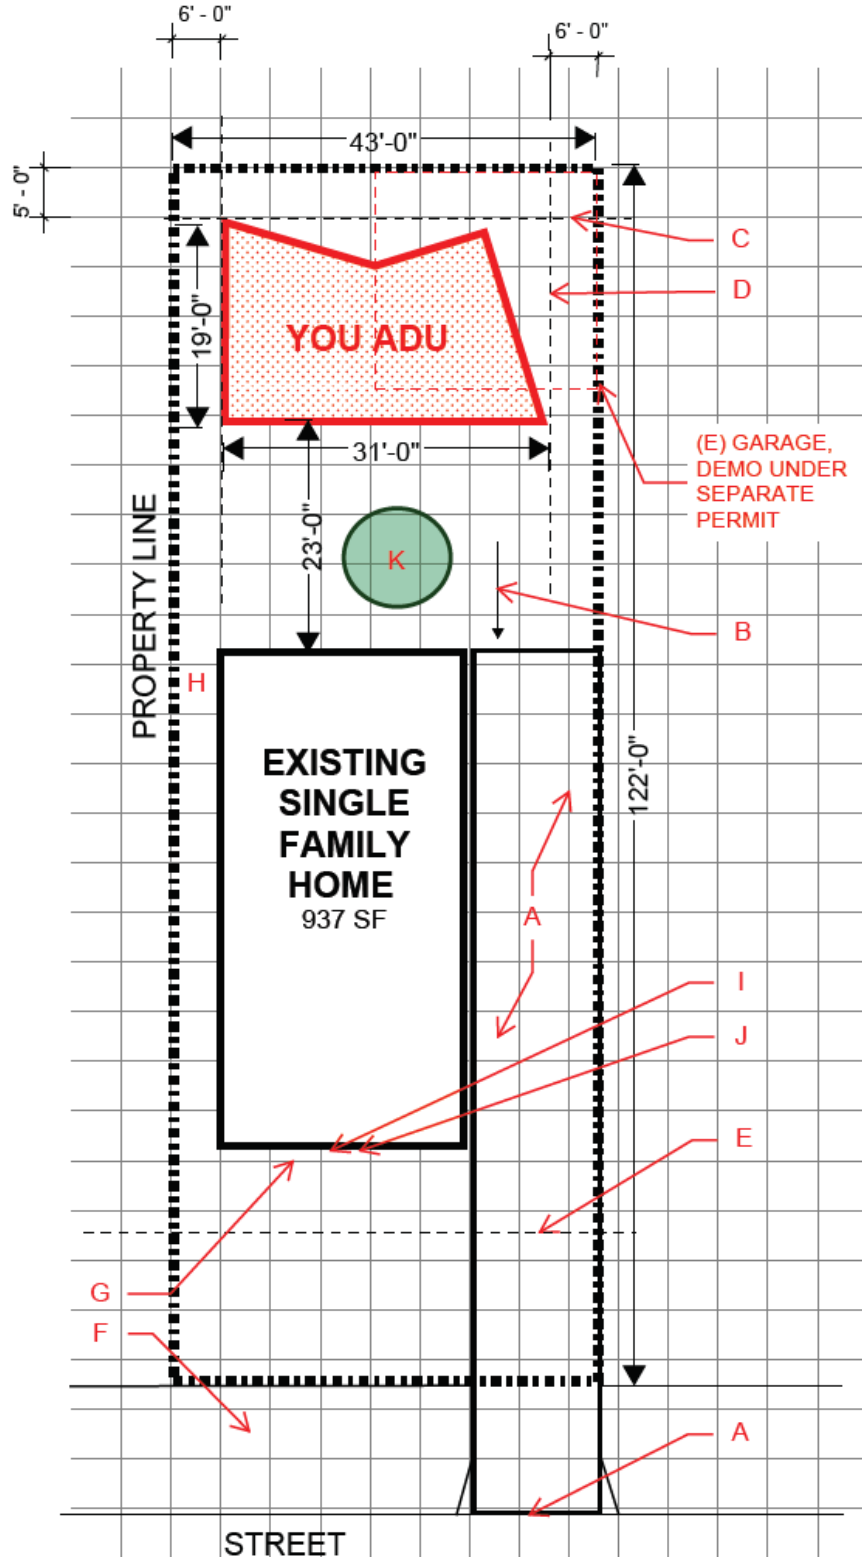 6' - 0"
6' - 0"
43'-0"
5' - 0"
C
D
19'-0"
YOU ADU
31'-0"
(E) GARAGE,
DEMO UNDER
SEPARATE
PERMIT
23'-0"
K
PROPERTY LINE
B
H
122'-0"
EXISTING
SINGLE
FAMILY
HOME
937 SF
A
I
J
E
G
F
A
STREET